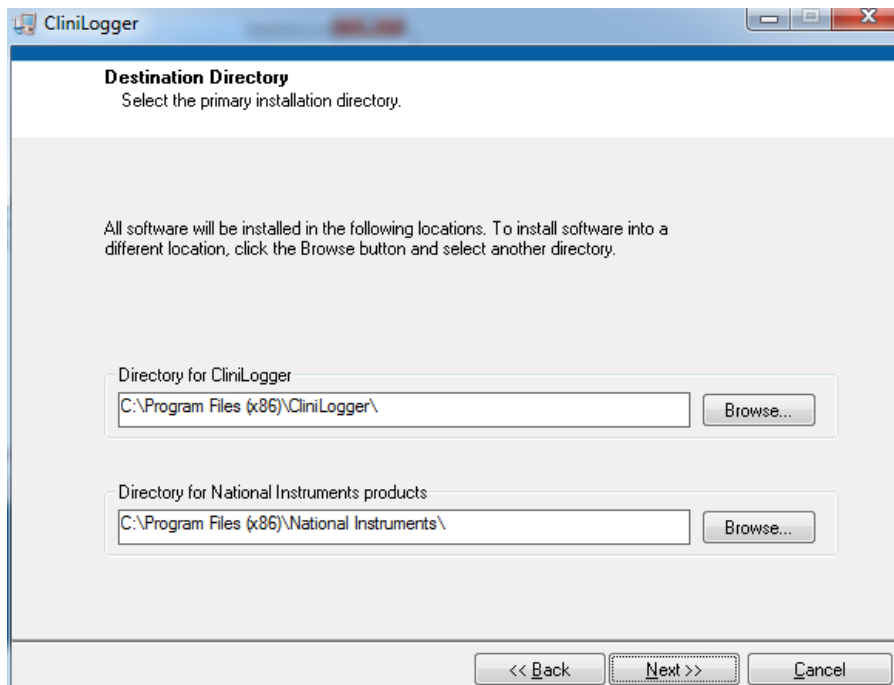 CliniLogger
Destination Directory
Select the primary installation directory.
All software will be installed in the following locations. To install software into a
different location, click the Browse button and select another directory.
Directory for CliniLogger
C:\Program Files (x86)\CliniLogger\
Browse...
Directory for National Instruments products
C:\Program Files (x86)\National Instruments\
Browse...
<< Back
Next >>
Cancel